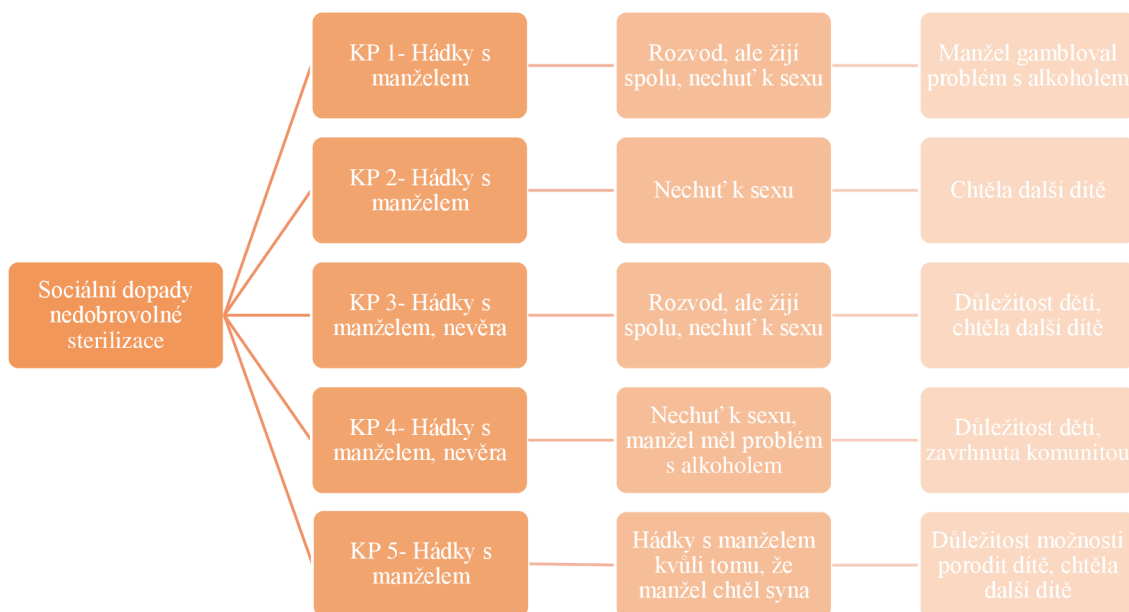 Sociální dopady
nedobrovolné
sterilizace
KP 1- Hádky s
manželem
Rozvod, ale žijí
spolu, nechuť k sexu
Manžel gambloval
problém s alkoholem
KP 2- Hádky s
manželem
Nechuť k sexu
Chtěla další dítě
KP 3- Hádky s
manželem, nevěra
Rozvod, ale žijí
spolu, nechuť k sexu
Důležitost dětí,
chtěla další dítě
KP 4- Hádky s
manželem, nevěra
Nechuť k sexu,
manžel měl problém
s alkoholem
Důležitost dětí,
zavrhnuta komunitou
KP 5- Hádky s
manželem
Hádky s manželem
kvůli tomu, že
manžel chtěl syna
Důležitost možnosti
porodit dítě, chtěla
další dítě